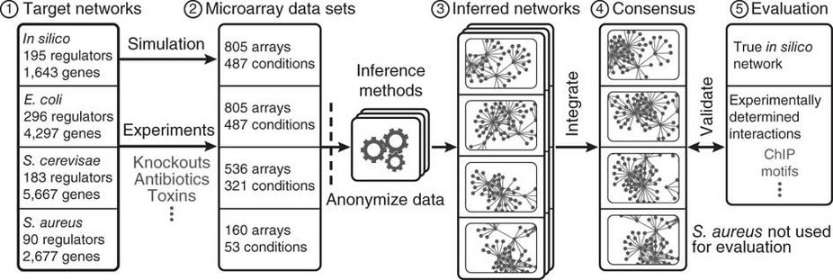 ① Target networks
In silico
195 regulators
1,643 genes
E. coli
296 regulators
4,297 genes
S. cerevisae
183 regulators
5,667 genes
S. aureus
90 regulators
2,677 genes
Simulation
Experiments
Knockouts
Antibiotics
Toxins
② Microarray data sets
805 arrays
487 conditions
805 arrays
487 conditions
536 arrays
321 conditions
160 arrays
53 conditions
Inference
methods
Anonymize data
③ Inferred networks
Integrate
④ Consensus
Validate
S. aureus not used
for evaluation
⑤ Evaluation
True in silico
network
Experimentally
determined
interactions
ChIP
motifs